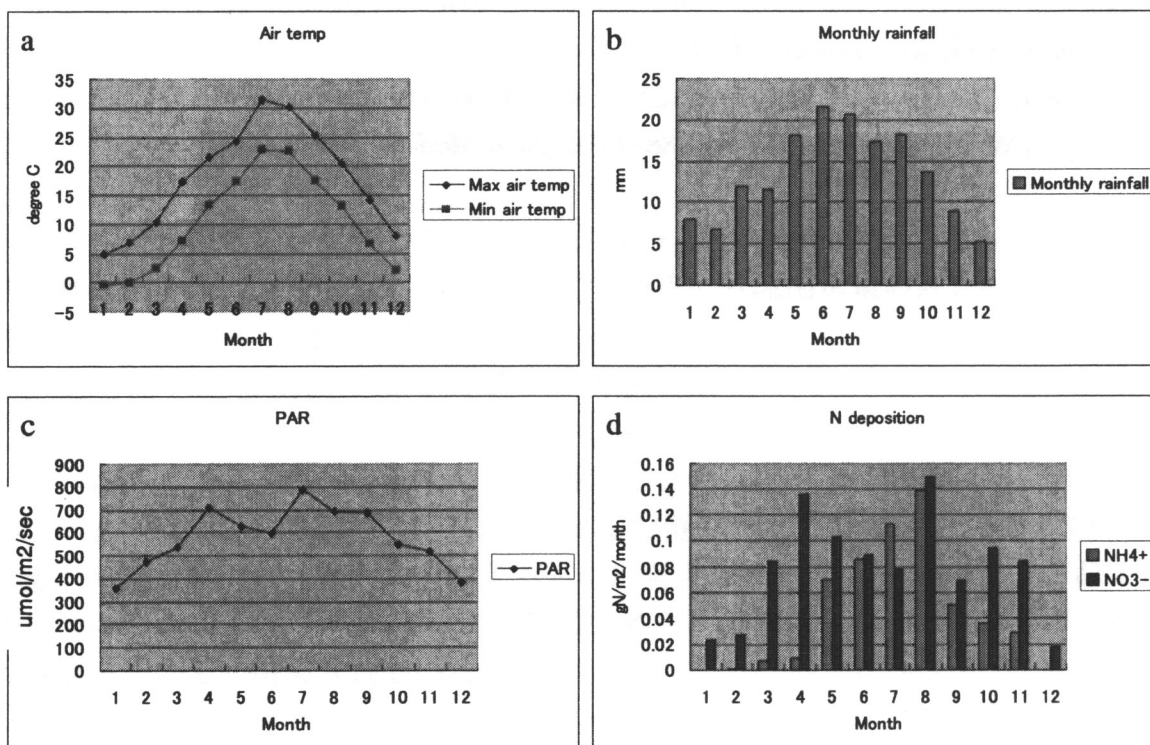 a
Air temp
35
30
25
20
15
10
5
0
-5
degree C
1 2 3 4 5 6 7 8 9 10 11 12
Month
Max air temp
Min air temp
b
Monthly rainfall
25
20
15
10
5
0
mm
1 2 3 4 5 6 7 8 9 10 11 12
Month
Monthly rainfall
c
PAR
900
800
700
600
500
400
300
200
100
0
umol/m2/sec
1 2 3 4 5 6 7 8 9 10 11 12
Month
PAR
d
N deposition
0.16
0.14
0.12
0.1
0.08
0.06
0.04
0.02
0
gN/m2/month
1 2 3 4 5 6 7 8 9 10 11 12
Month
NH4+
NO3-